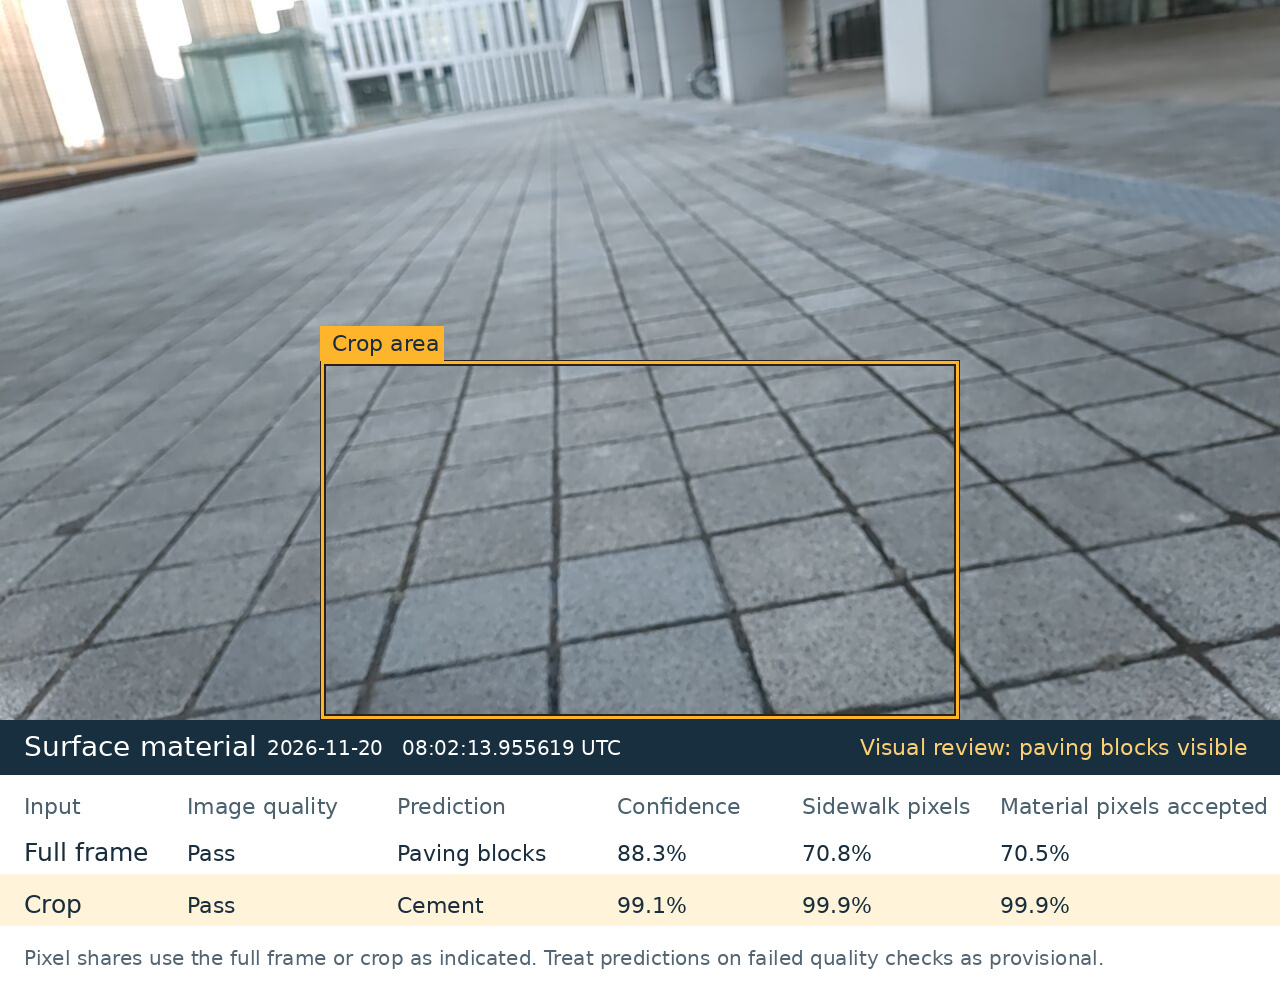 Crop area
Surface material 2026-11-20 08:02:13.955619 UTC Visual review: paving blocks visible
Input Image quality Prediction Confidence Sidewalk pixels Material pixels accepted
Full frame Pass Paving blocks 88.3% 70.8% 70.5%
Crop Pass Cement 99.1% 99.9% 99.9%
Pixel shares use the full frame or crop as indicated. Treat predictions on failed quality checks as provisional.